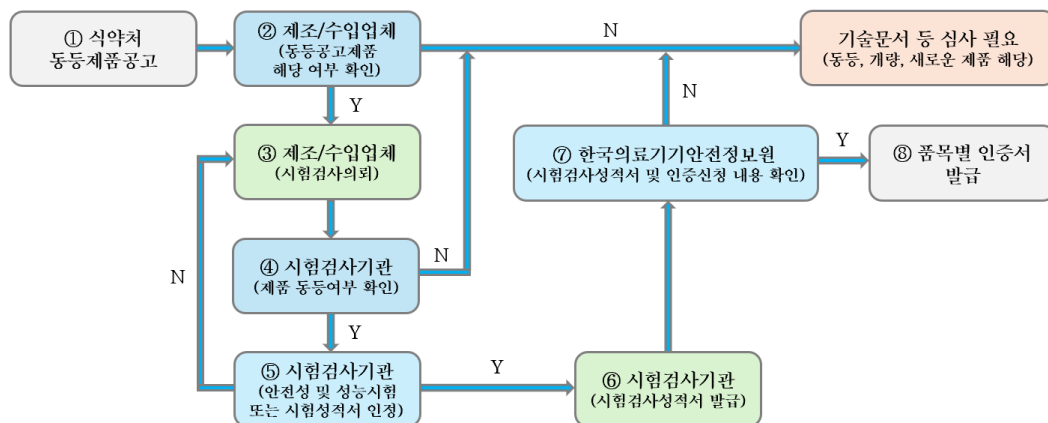 ① 식약처
동등제품공고
② 제조/수입업체
(동등공고제품
해당 여부 확인)
N
기술문서 등 심사 필요
(동등, 개량, 새로운 제품 해당)
Y
N
③ 제조/수입업체
(시험검사의뢰)
⑦ 한국의료기기안전정보원
(시험검사성적서 및 인증신청 내용 확인)
Y
⑧ 품목별 인증서
발급
N
④ 시험검사기관
(제품 동등여부 확인)
N
Y
⑤ 시험검사기관
(안전성 및 성능시험
또는 시험성적서 인정)
Y
⑥ 시험검사기관
(시험검사성적서 발급)